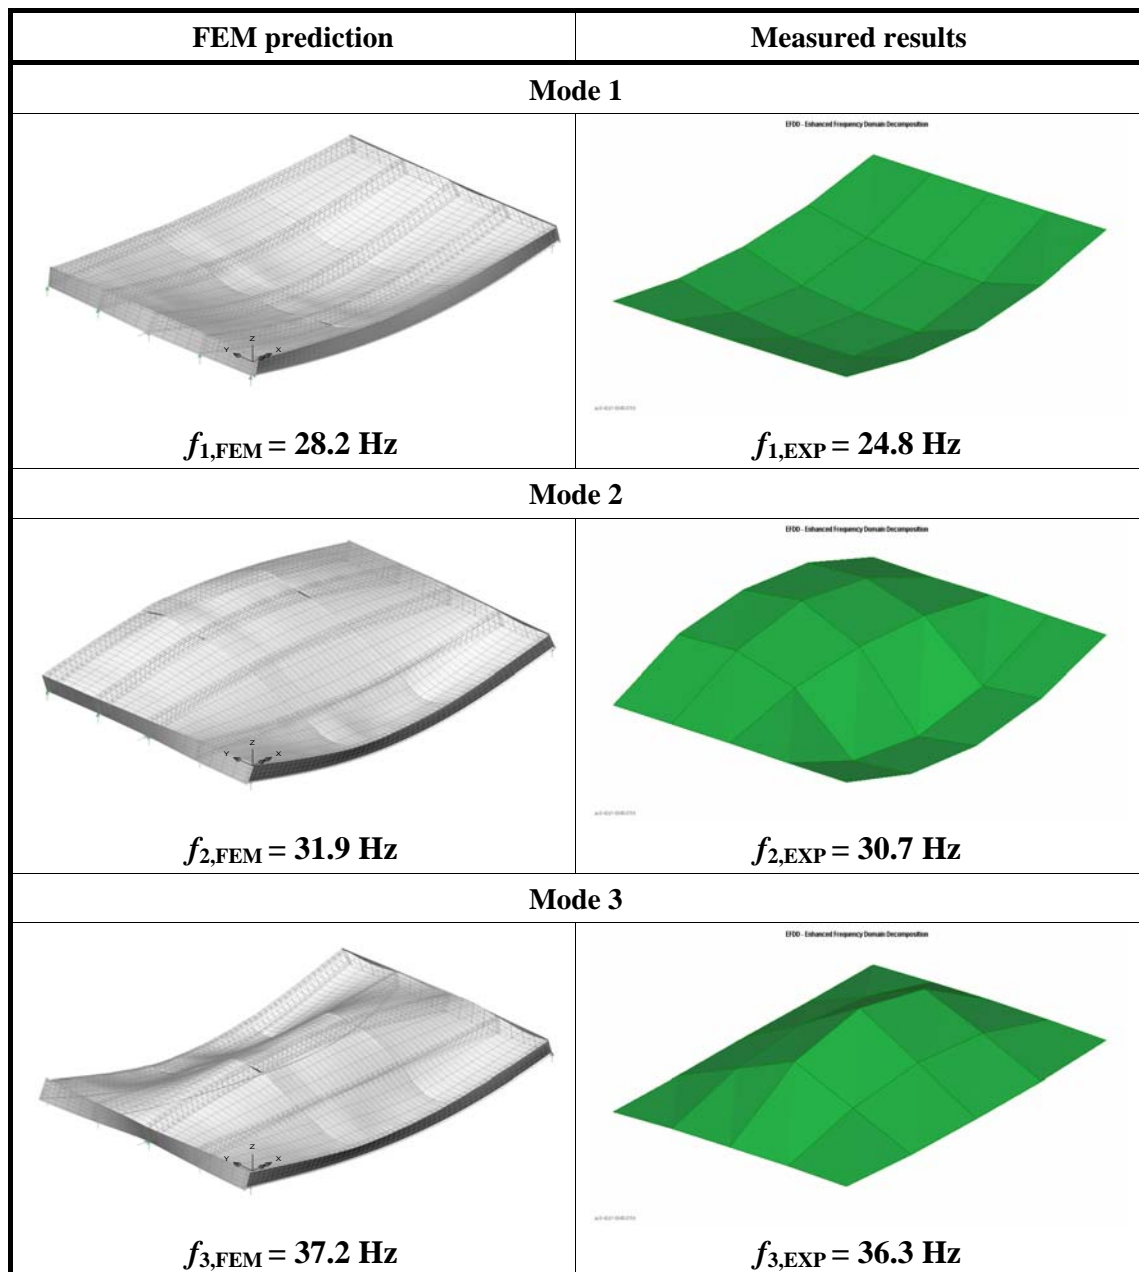 FEM prediction
Measured results
Mode 1
EFDD - Enhanced Frequency Domain Decomposition
Z
Y
X
f1,FEM = 28.2 Hz
f1,EXP = 24.8 Hz
Mode 2
EFDD - Enhanced Frequency Domain Decomposition
Z
Y
X
f2,FEM = 31.9 Hz
f2,EXP = 30.7 Hz
Mode 3
EFDD - Enhanced Frequency Domain Decomposition
Z
Y
X
f3,FEM = 37.2 Hz
f3,EXP = 36.3 Hz